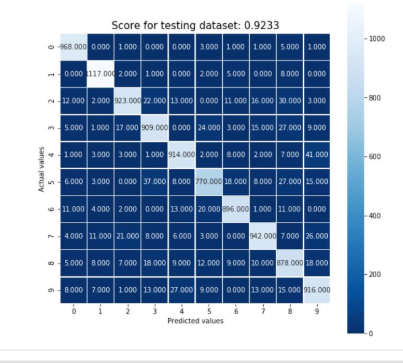 Score for testing dataset: 0.9233
0 968.000 0.000 1.000 0.000 0.000 3.000 1.000 1.000 5.000 1.000
1 0.000 1117.000 2.000 1.000 0.000 2.000 5.000 0.000 8.000 0.000
2 12.000 2.000 923.000 22.000 13.000 0.000 11.000 16.000 30.000 3.000
3 5.000 1.000 17.000 909.000 0.000 24.000 3.000 15.000 27.000 9.000
4 1.000 3.000 3.000 1.000 914.000 2.000 8.000 2.000 7.000 41.000
5 6.000 3.000 0.000 37.000 8.000 770.000 18.000 8.000 27.000 15.000
6 11.000 4.000 2.000 0.000 13.000 20.000 896.000 1.000 11.000 0.000
7 4.000 11.000 21.000 8.000 6.000 3.000 0.000 942.000 7.000 26.000
8 5.000 8.000 7.000 18.000 9.000 12.000 9.000 10.000 878.000 18.000
9 8.000 7.000 1.000 13.000 27.000 9.000 0.000 13.000 15.000 916.000
0 1 2 3 4 5 6 7 8 9
Predicted values
Actual values
1000
800
600
400
200
0